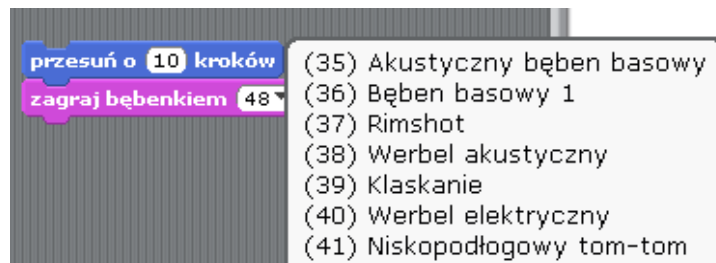 przesuń o 10 kroków
zagraj bębenkiem 48
(35) Akustyczny bęben basowy
(36) Bęben basowy 1
(37) Rimshot
(38) Werbel akustyczny
(39) Klaskanie
(40) Werbel elektryczny
(41) Niskopodłogowy tom-tom